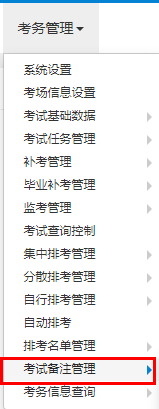 考务管理
系统设置
考场信息设置
考试基础数据
考试任务管理
补考管理
毕业补考管理
监考管理
考试查询控制
集中排考管理
分散排考管理
自行排考管理
自动排考
排考名单管理
考试备注管理
考务信息查询